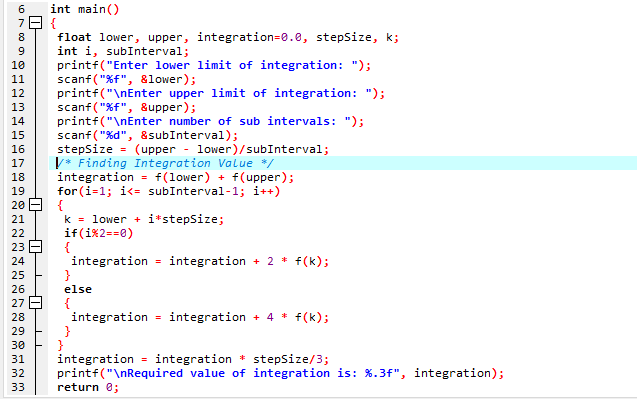 6 int main()
7 {
8 float lower, upper, integration=0.0, stepSize, k;
9 int i, subInterval;
10 printf("Enter lower limit of integration: ");
11 scanf("%f", &lower);
12 printf("\nEnter upper limit of integration: ");
13 scanf("%f", &upper);
14 printf("\nEnter number of sub intervals: ");
15 scanf("%d", &subInterval);
16 stepSize = (upper - lower)/subInterval;
17 /* Finding Integration Value */
18 integration = f(lower) + f(upper);
19 for(i=1; i<= subInterval-1; i++)
20 {
21 k = lower + i*stepSize;
22 if(i%2==0)
23 {
24 integration = integration + 2 * f(k);
25 }
26 else
27 {
28 integration = integration + 4 * f(k);
29 }
30 }
31 integration = integration * stepSize/3;
32 printf("\nRequired value of integration is: %.3f", integration);
33 return 0;